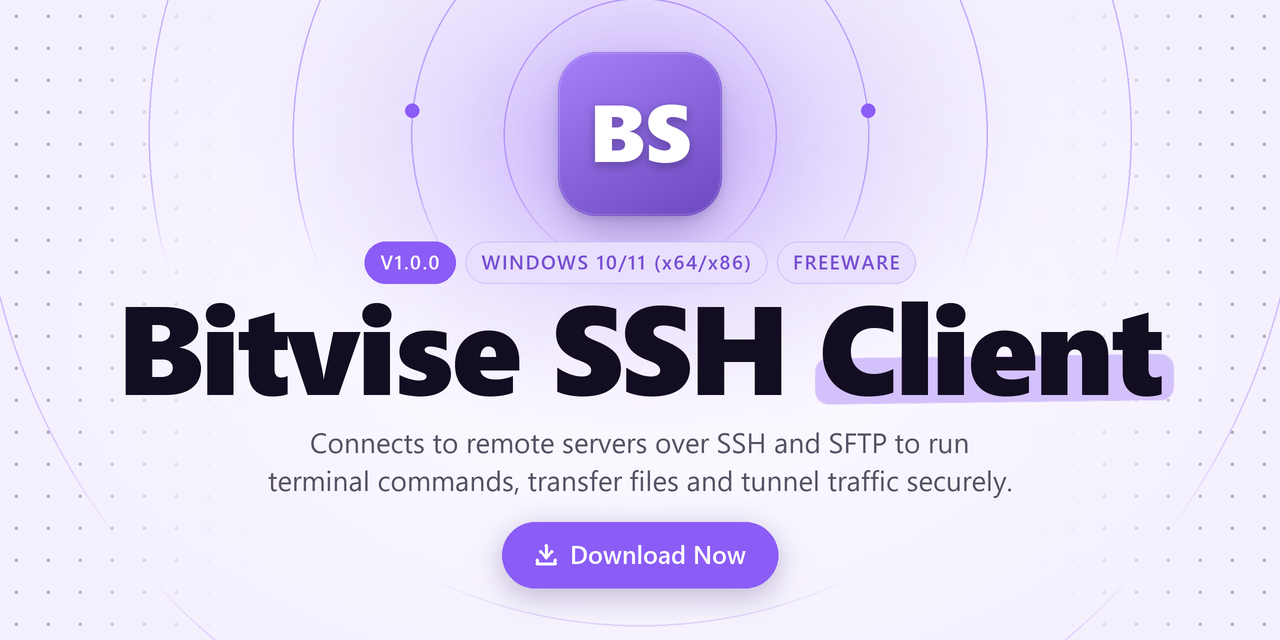 BS
V1.0.0 WINDOWS 10/11 (x64/x86) FREEWARE
Bitvise SSH Client
Connects to remote servers over SSH and SFTP to run
terminal commands, transfer files and tunnel traffic securely.
Download Now